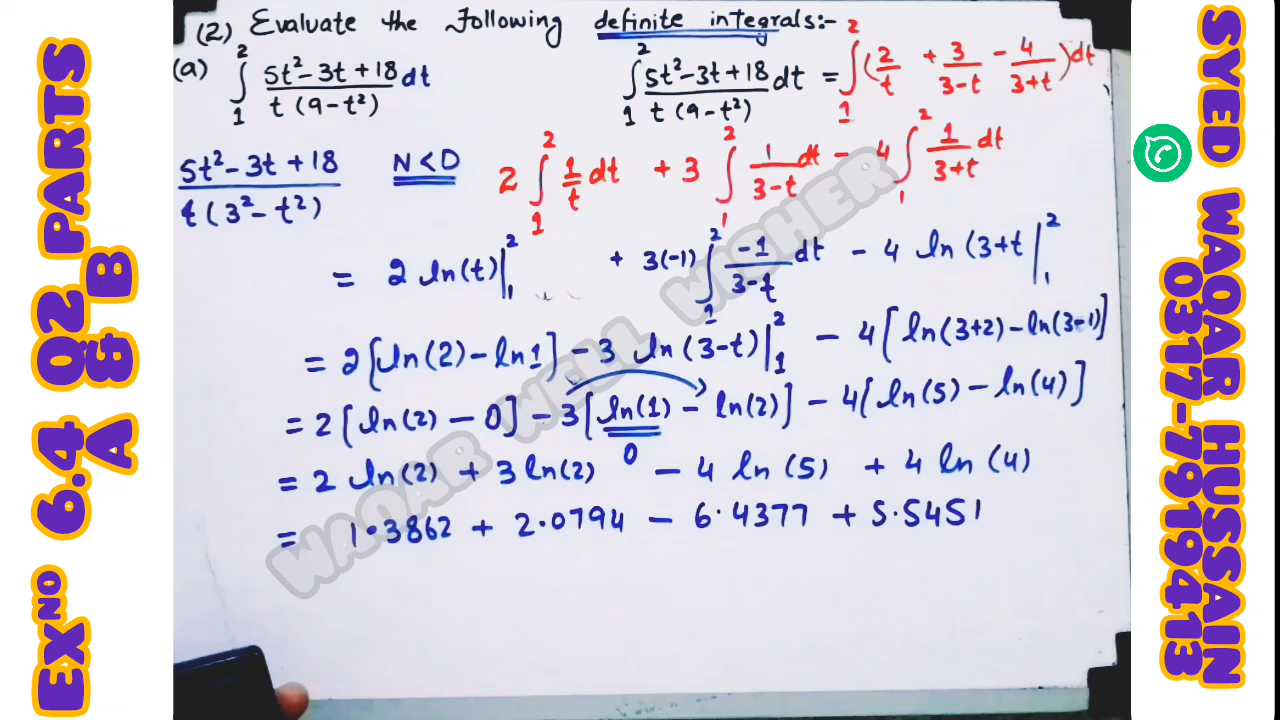 (2) Evaluate the Following definite integrals:-
(a) ∫₁² (5t²-3t+18)/(t(9-t²)) dt
∫₁² (5t²-3t+18)/(t(9-t²)) dt = ∫₁² (2/t + 3/(3-t) - 4/(3+t)) dt
(5t²-3t+18)/(t(3²-t²)) N<D
2 ∫₁² 1/t dt + 3 ∫₁² 1/(3-t) dt - 4 ∫₁² 1/(3+t) dt
= 2 ln(t)|₁² + 3(-1) ∫₁² -1/(3-t) dt - 4 ln(3+t|₁²
= 2[ln(2)-ln1] - 3 ln(3-t)|₁² - 4[ln(3+2)-ln(3+1)]
= 2[ln(2) - 0] - 3[ln(1) - ln(2)] - 4[ln(5) - ln(4)]
0
= 2 ln(2) + 3 ln(2) - 4 ln(5) + 4 ln(4)
= 1.3862 + 2.0794 - 6.4377 + 5.5451
WAQAR WELL WISHER
EXᴺᴼ 6.4 Q2 PARTS
A & B
SYED WAQAR HUSSAIN
0317-7919413